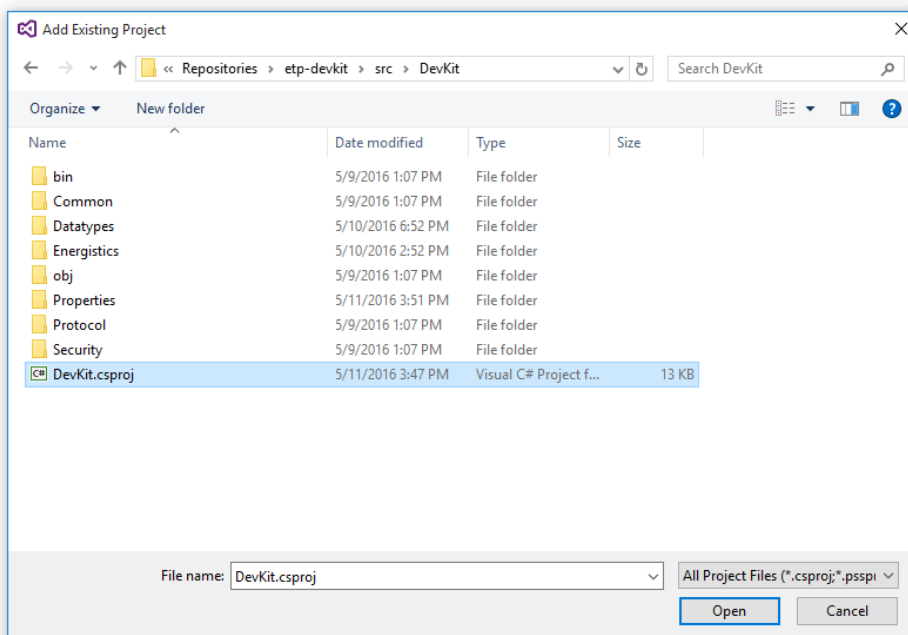 Add Existing Project
« Repositories > etp-devkit > src > DevKit
Search DevKit
Organize
New folder
Name Date modified Type Size
bin 5/9/2016 1:07 PM File folder
Common 5/9/2016 1:07 PM File folder
Datatypes 5/10/2016 6:52 PM File folder
Energistics 5/10/2016 2:52 PM File folder
obj 5/9/2016 1:07 PM File folder
Properties 5/11/2016 3:51 PM File folder
Protocol 5/9/2016 1:07 PM File folder
Security 5/9/2016 1:07 PM File folder
C# DevKit.csproj 5/11/2016 3:47 PM Visual C# Project f... 13 KB
File name: DevKit.csproj All Project Files (*.csproj;*.psspr
Open Cancel